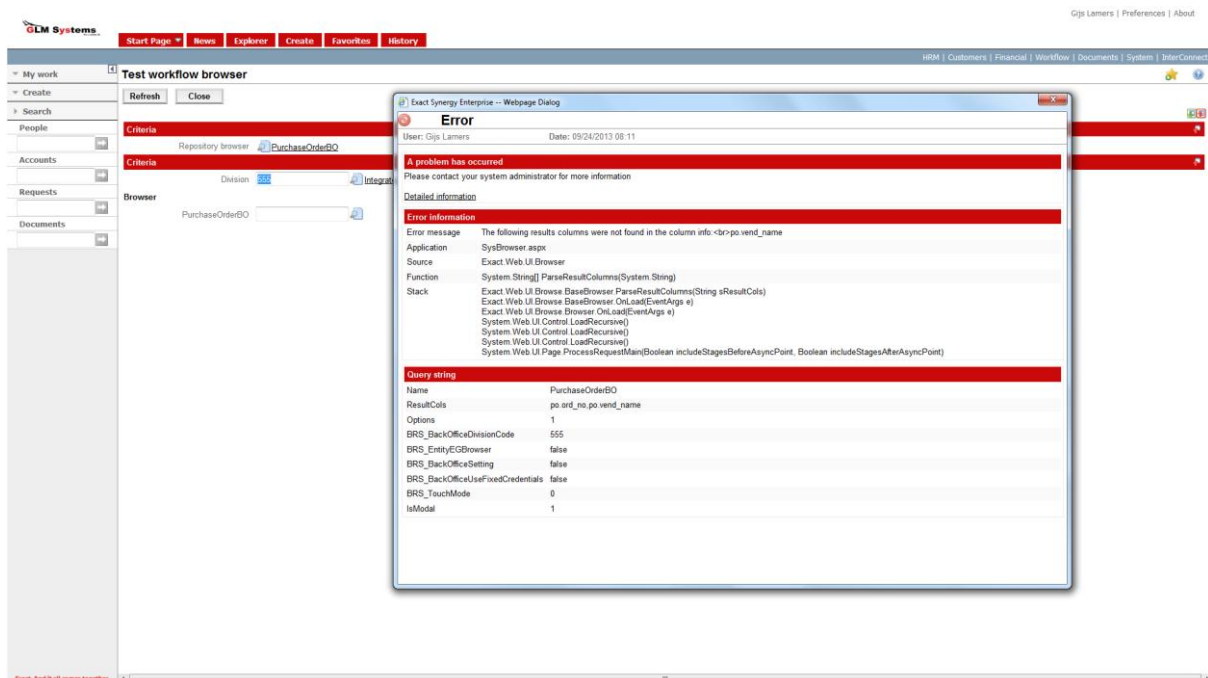 Gijs Lamers | Preferences | About
GLM Systems
Start Page News Explorer Create Favorites History
HRM | Customers | Financial | Workflow | Documents | System | InterConnect
My work
Create
Search
People
Accounts
Requests
Documents
Test workflow browser
Refresh Close
Criteria
Repository browser PurchaseOrderBO
Criteria
Division 555 Integrati
Browser
PurchaseOrderBO
Exact Synergy Enterprise -- Webpage Dialog
Error
User: Gijs Lamers Date: 09/24/2013 08:11
A problem has occurred
Please contact your system administrator for more information
Detailed information
Error information
Error message The following results columns were not found in the column info:<br>po.vend_name
Application SysBrowser.aspx
Source Exact.Web.UI.Browser
Function System.String[] ParseResultColumns(System.String)
Stack Exact.Web.UI.Browse.BaseBrowser.ParseResultColumns(String sResultCols)
Exact.Web.UI.Browse.BaseBrowser.OnLoad(EventArgs e)
Exact.Web.UI.Browse.Browser.OnLoad(EventArgs e)
System.Web.UI.Control.LoadRecursive()
System.Web.UI.Control.LoadRecursive()
System.Web.UI.Control.LoadRecursive()
System.Web.UI.Page.ProcessRequestMain(Boolean includeStagesBeforeAsyncPoint, Boolean includeStagesAfterAsyncPoint)
Query string
Name PurchaseOrderBO
ResultCols po.ord_no,po.vend_name
Options 1
BRS_BackOfficeDivisionCode 555
BRS_EntityEGBrowser false
BRS_BackOfficeSetting false
BRS_BackOfficeUseFixedCredentials false
BRS_TouchMode 0
IsModal 1